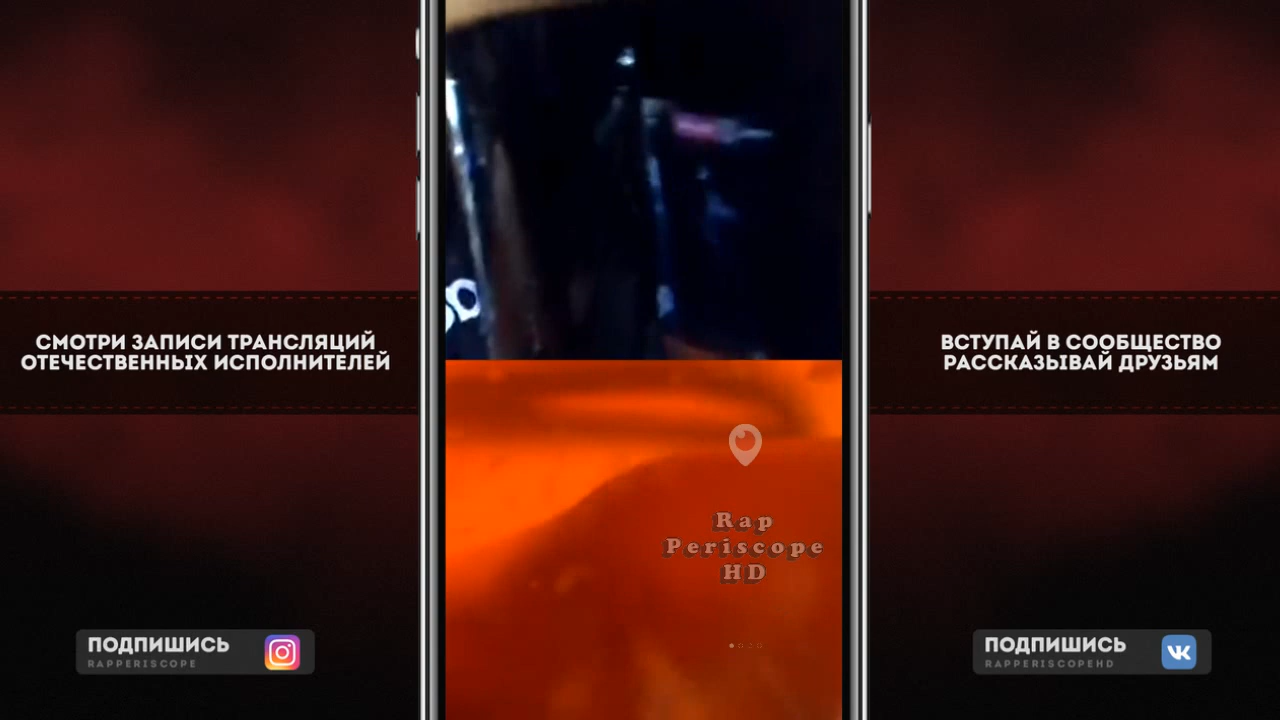 СМОТРИ ЗАПИСИ ТРАНСЛЯЦИЙ
ОТЕЧЕСТВЕННЫХ ИСПОЛНИТЕЛЕЙ
ВСТУПАЙ В СООБЩЕСТВО
РАССКАЗЫВАЙ ДРУЗЬЯМ
Rap
Periscope
HD
ПОДПИШИСЬ
RAPPERISCOPE
ПОДПИШИСЬ
RAPPERISCOPEHD